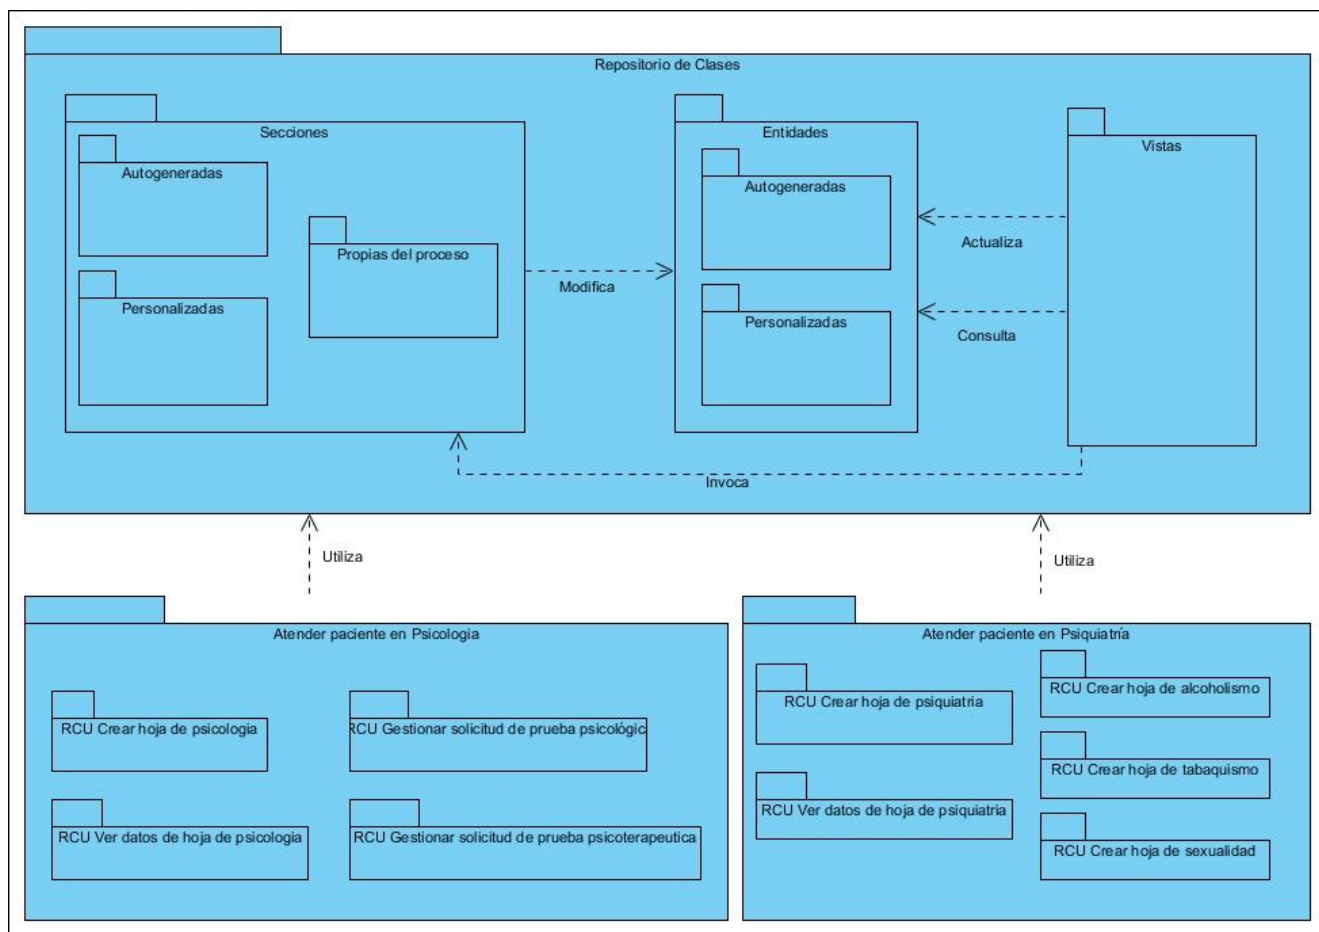 Repositorio de Clases
Secciones
Autogeneradas
Propias del proceso
Personalizadas
Modifica
Entidades
Autogeneradas
Personalizadas
Actualiza
Consulta
Vistas
Invoca
Utiliza
Utiliza
Atender paciente en Psicologia
RCU Crear hoja de psicologia
RCU Gestionar solicitud de prueba psicológic
RCU Ver datos de hoja de psicologia
RCU Gestionar solicitud de prueba psicoterapeutica
Atender paciente en Psiquiatría
RCU Crear hoja de psiquiatria
RCU Crear hoja de alcoholismo
RCU Crear hoja de tabaquismo
RCU Ver datos de hoja de psiquiatria
RCU Crear hoja de sexualidad